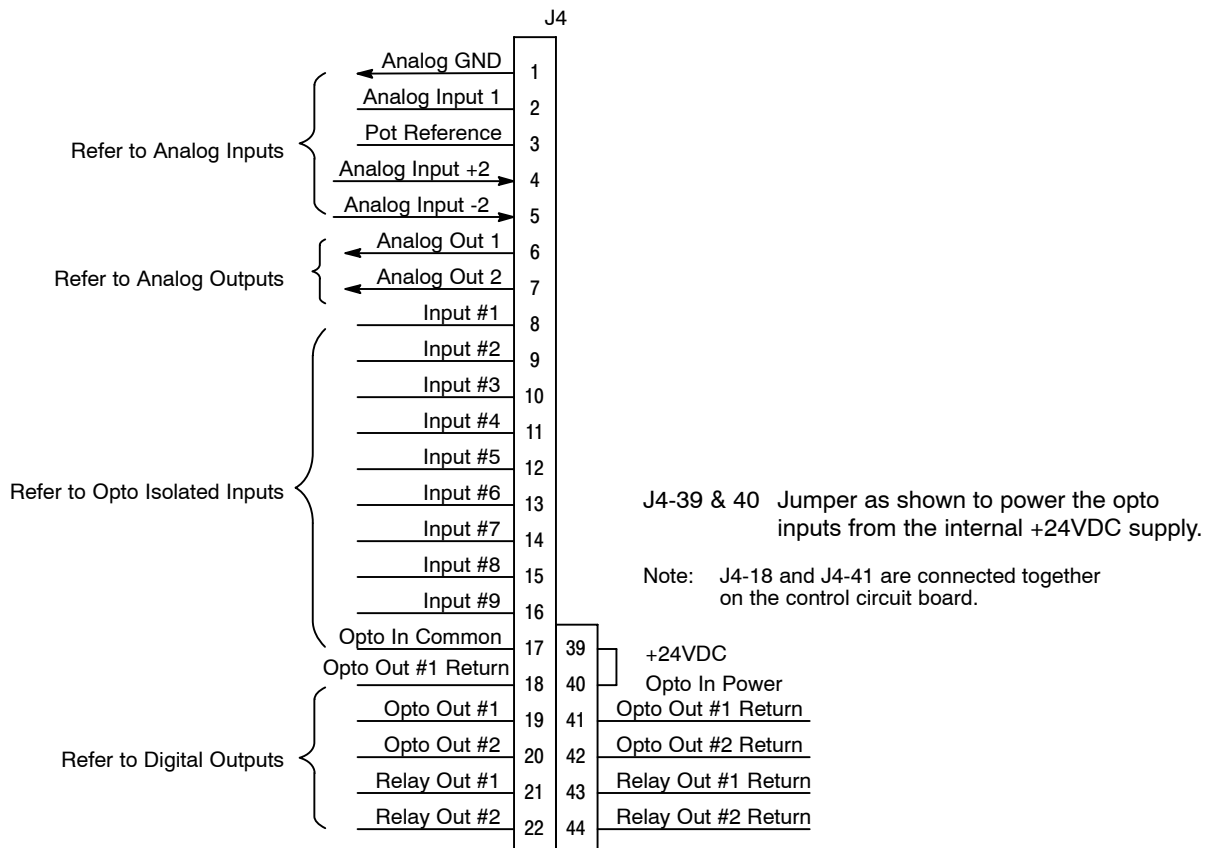 J4
Analog GND 1
Analog Input 1 2
Pot Reference 3
Refer to Analog Inputs
Analog Input +2 4
Analog Input -2 5
Analog Out 1 6
Refer to Analog Outputs
Analog Out 2 7
Input #1 8
Input #2 9
Input #3 10
Input #4 11
Input #5 12
Refer to Opto Isolated Inputs
Input #6 13
Input #7 14
Input #8 15
Input #9 16
J4-39 & 40 Jumper as shown to power the opto
inputs from the internal +24VDC supply.
Note: J4-18 and J4-41 are connected together
on the control circuit board.
Opto In Common 17 39 +24VDC
Opto Out #1 Return 18 40 Opto In Power
Opto Out #1 19 41 Opto Out #1 Return
Opto Out #2 20 42 Opto Out #2 Return
Refer to Digital Outputs
Relay Out #1 21 43 Relay Out #1 Return
Relay Out #2 22 44 Relay Out #2 Return